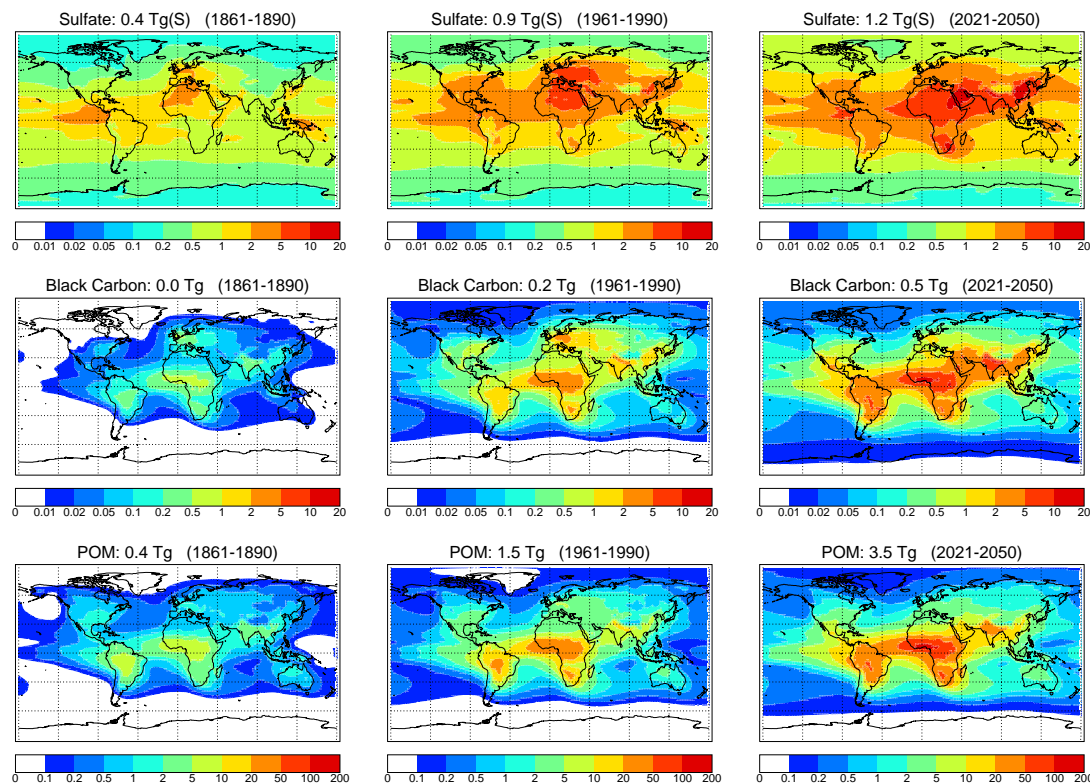 Sulfate: 0.4 Tg(S) (1861-1890)
Sulfate: 0.9 Tg(S) (1961-1990)
Sulfate: 1.2 Tg(S) (2021-2050)
0 0.01 0.02 0.05 0.1 0.2 0.5 1 2 5 10 20
0 0.01 0.02 0.05 0.1 0.2 0.5 1 2 5 10 20
0 0.01 0.02 0.05 0.1 0.2 0.5 1 2 5 10 20
Black Carbon: 0.0 Tg (1861-1890)
Black Carbon: 0.2 Tg (1961-1990)
Black Carbon: 0.5 Tg (2021-2050)
0 0.01 0.02 0.05 0.1 0.2 0.5 1 2 5 10 20
0 0.01 0.02 0.05 0.1 0.2 0.5 1 2 5 10 20
0 0.01 0.02 0.05 0.1 0.2 0.5 1 2 5 10 20
POM: 0.4 Tg (1861-1890)
POM: 1.5 Tg (1961-1990)
POM: 3.5 Tg (2021-2050)
0 0.1 0.2 0.5 1 2 5 10 20 50 100 200
0 0.1 0.2 0.5 1 2 5 10 20 50 100 200
0 0.1 0.2 0.5 1 2 5 10 20 50 100 20